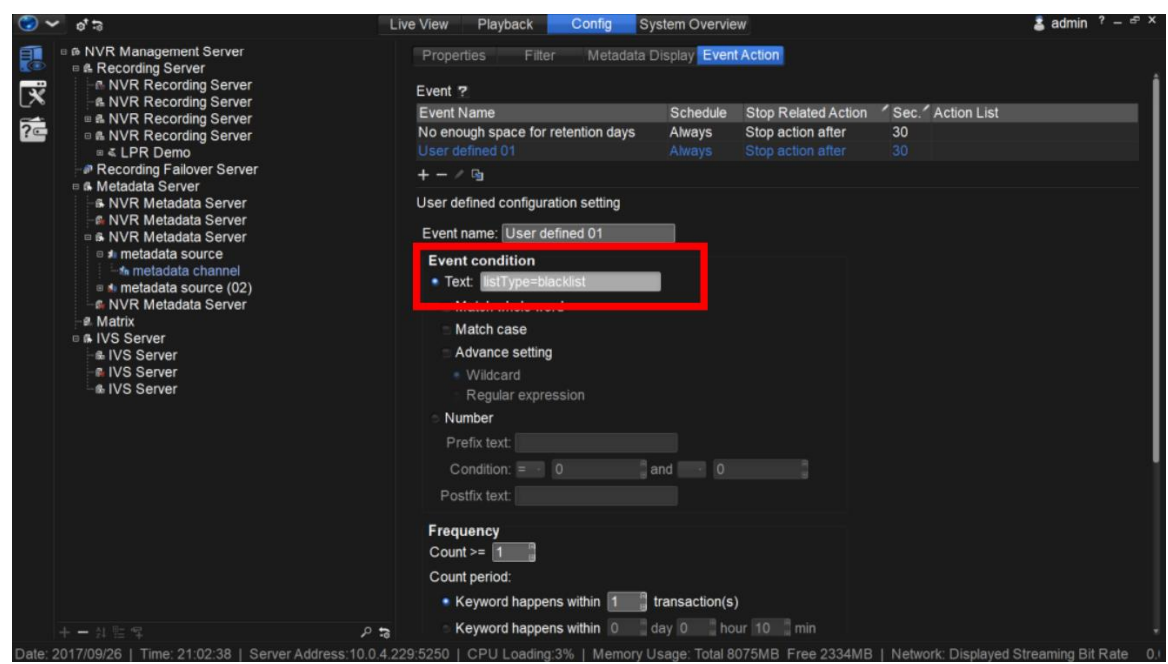 Live View Playback Config System Overview admin ? – ×
NVR Management Server
Recording Server
NVR Recording Server
NVR Recording Server
NVR Recording Server
NVR Recording Server
LPR Demo
Recording Failover Server
Metadata Server
NVR Metadata Server
NVR Metadata Server
NVR Metadata Server
metadata source
metadata channel
metadata source (02)
NVR Metadata Server
Matrix
IVS Server
IVS Server
IVS Server
IVS Server
Properties Filter Metadata Display Event Action
Event ?
Event Name Schedule Stop Related Action Sec. Action List
No enough space for retention days Always Stop action after 30
User defined 01 Always Stop action after 30
User defined configuration setting
Event name: User defined 01
Event condition
Text: listType=blacklist
Match whole word
Match case
Advance setting
Wildcard
Regular expression
Number
Prefix text:
Condition: = 0 and 0
Postfix text:
Frequency
Count >= 1
Count period:
Keyword happens within 1 transaction(s)
Keyword happens within 0 day 0 hour 10 min
Date: 2017/09/26 | Time: 21:02:38 | Server Address:10.0.4.229:5250 | CPU Loading:3% | Memory Usage: Total 8075MB Free 2334MB | Network: Displayed Streaming Bit Rate 0.